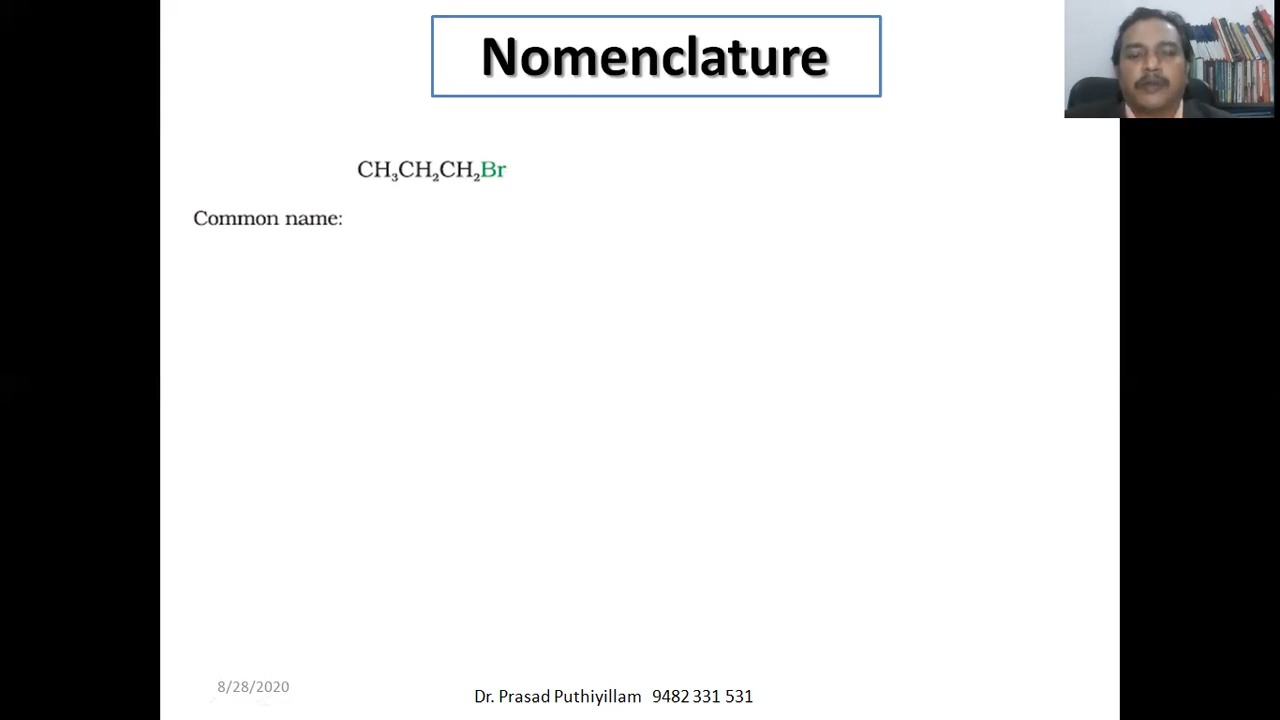 Nomenclature
CH₃CH₂CH₂Br
Common name:
8/28/2020
Dr. Prasad Puthiyillam 9482 331 531